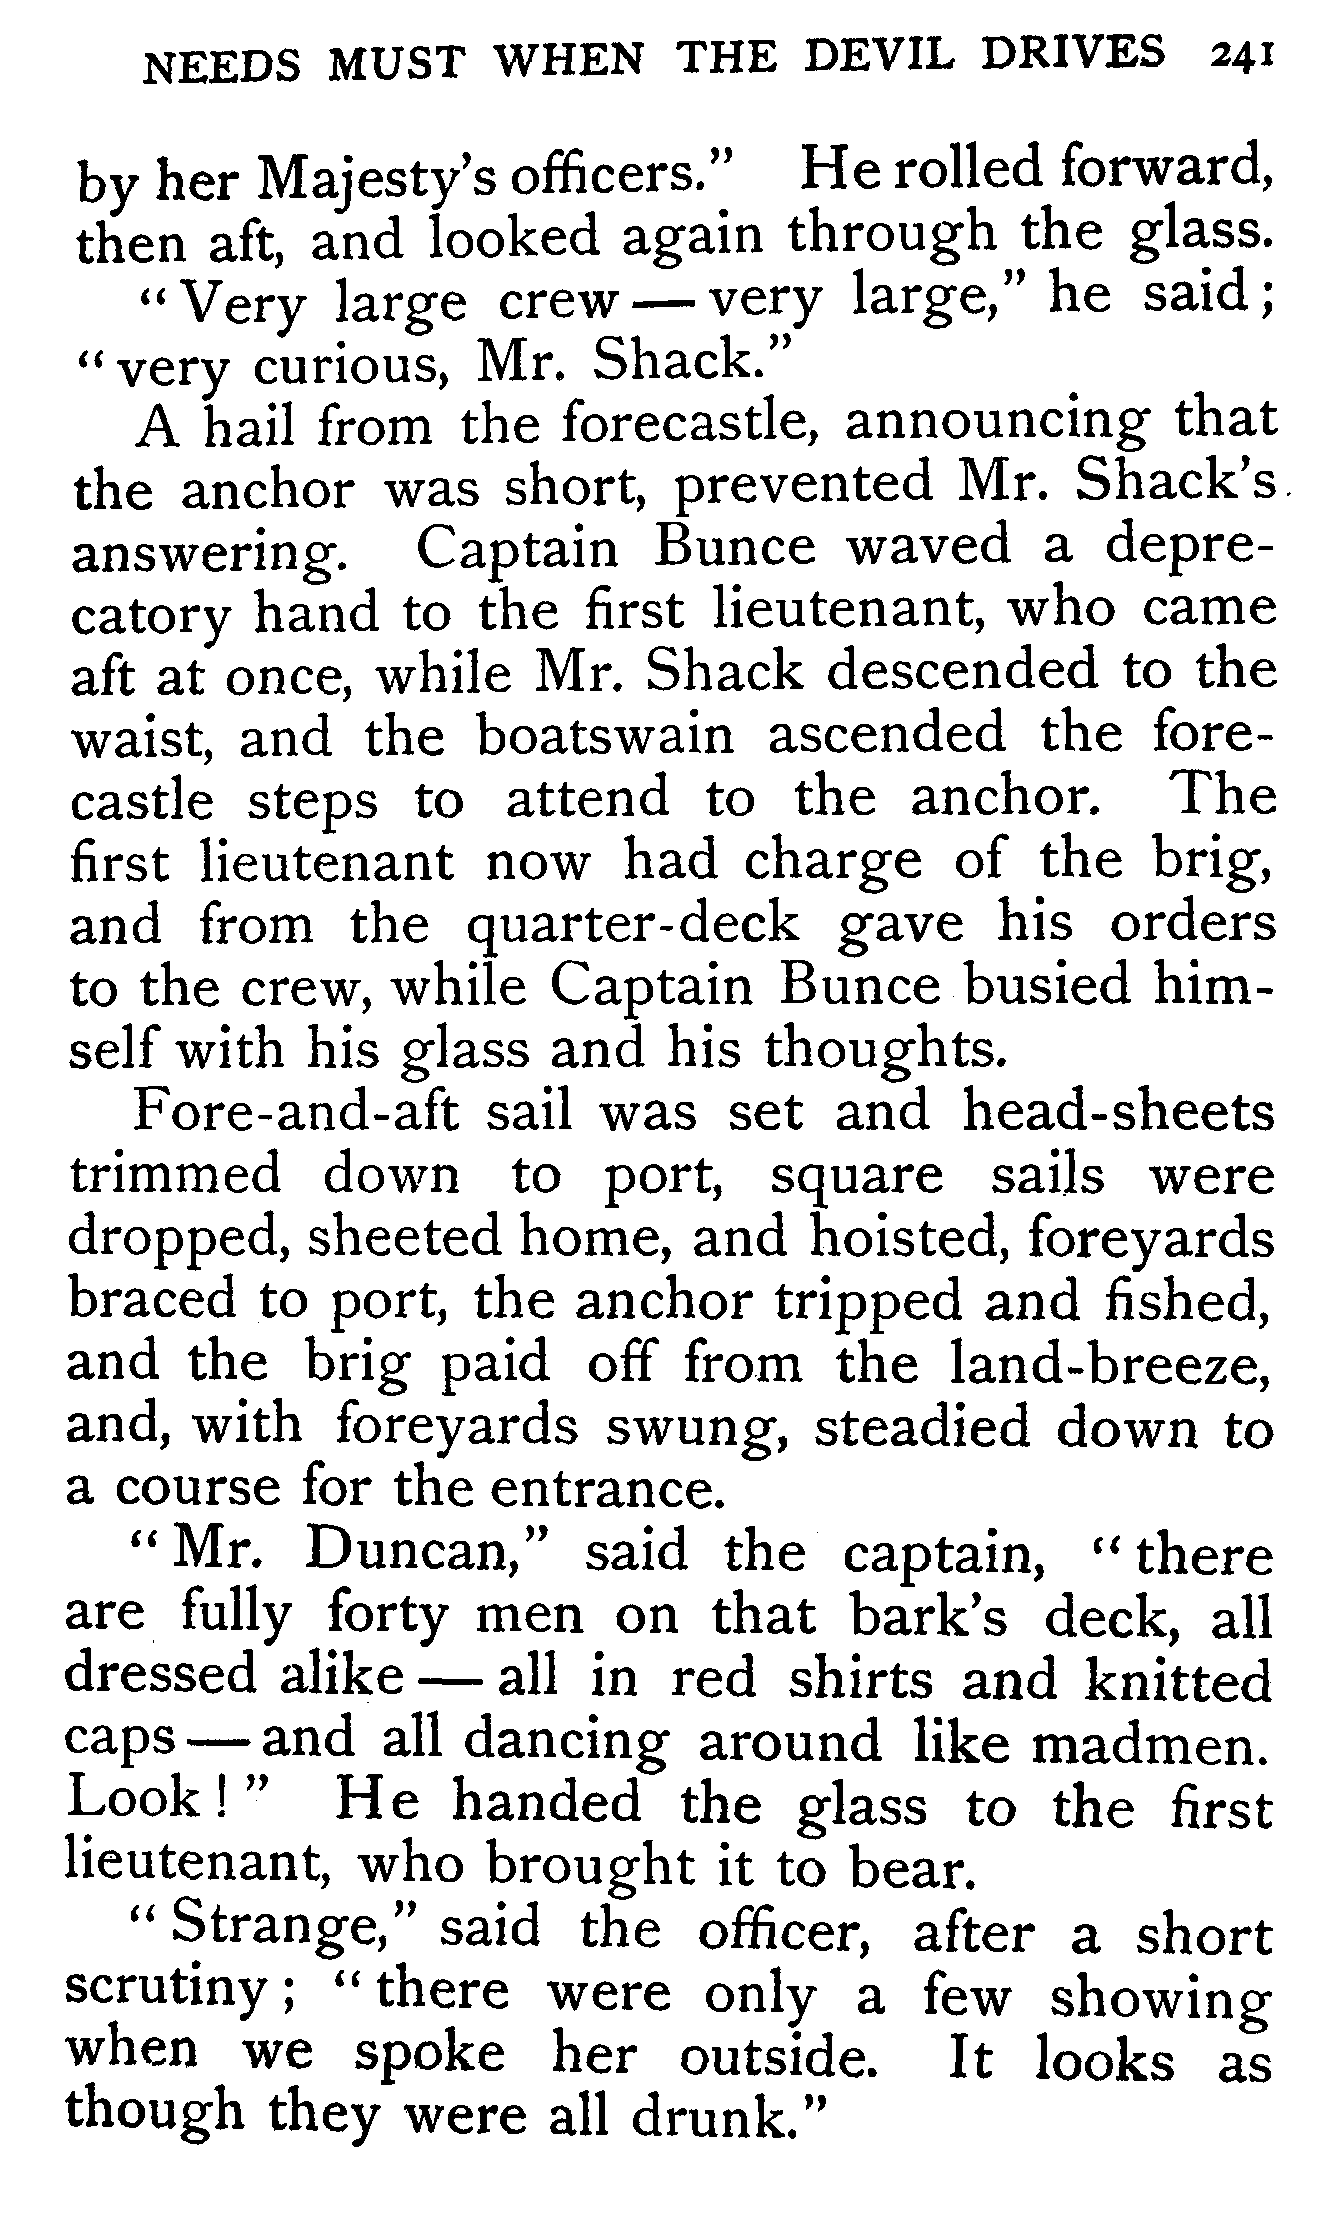 NEEDS MUST WHEN THE DEVIL DRIVES 241
by her Majesty's officers." He rolled forward,
then aft, and looked again through the glass.
"Very large crew — very large," he said;
"very curious, Mr. Shack."
A hail from the forecastle, announcing that
the anchor was short, prevented Mr. Shack's
answering. Captain Bunce waved a depre-
catory hand to the first lieutenant, who came
aft at once, while Mr. Shack descended to the
waist, and the boatswain ascended the fore-
castle steps to attend to the anchor. The
first lieutenant now had charge of the brig,
and from the quarter-deck gave his orders
to the crew, while Captain Bunce busied him-
self with his glass and his thoughts.
Fore-and-aft sail was set and head-sheets
trimmed down to port, square sails were
dropped, sheeted home, and hoisted, foreyards
braced to port, the anchor tripped and fished,
and the brig paid off from the land-breeze,
and, with foreyards swung, steadied down to
a course for the entrance.
"Mr. Duncan," said the captain, "there
are fully forty men on that bark's deck, all
dressed alike — all in red shirts and knitted
caps — and all dancing around like madmen.
Look!" He handed the glass to the first
lieutenant, who brought it to bear.
"Strange," said the officer, after a short
scrutiny; "there were only a few showing
when we spoke her outside. It looks as
though they were all drunk."